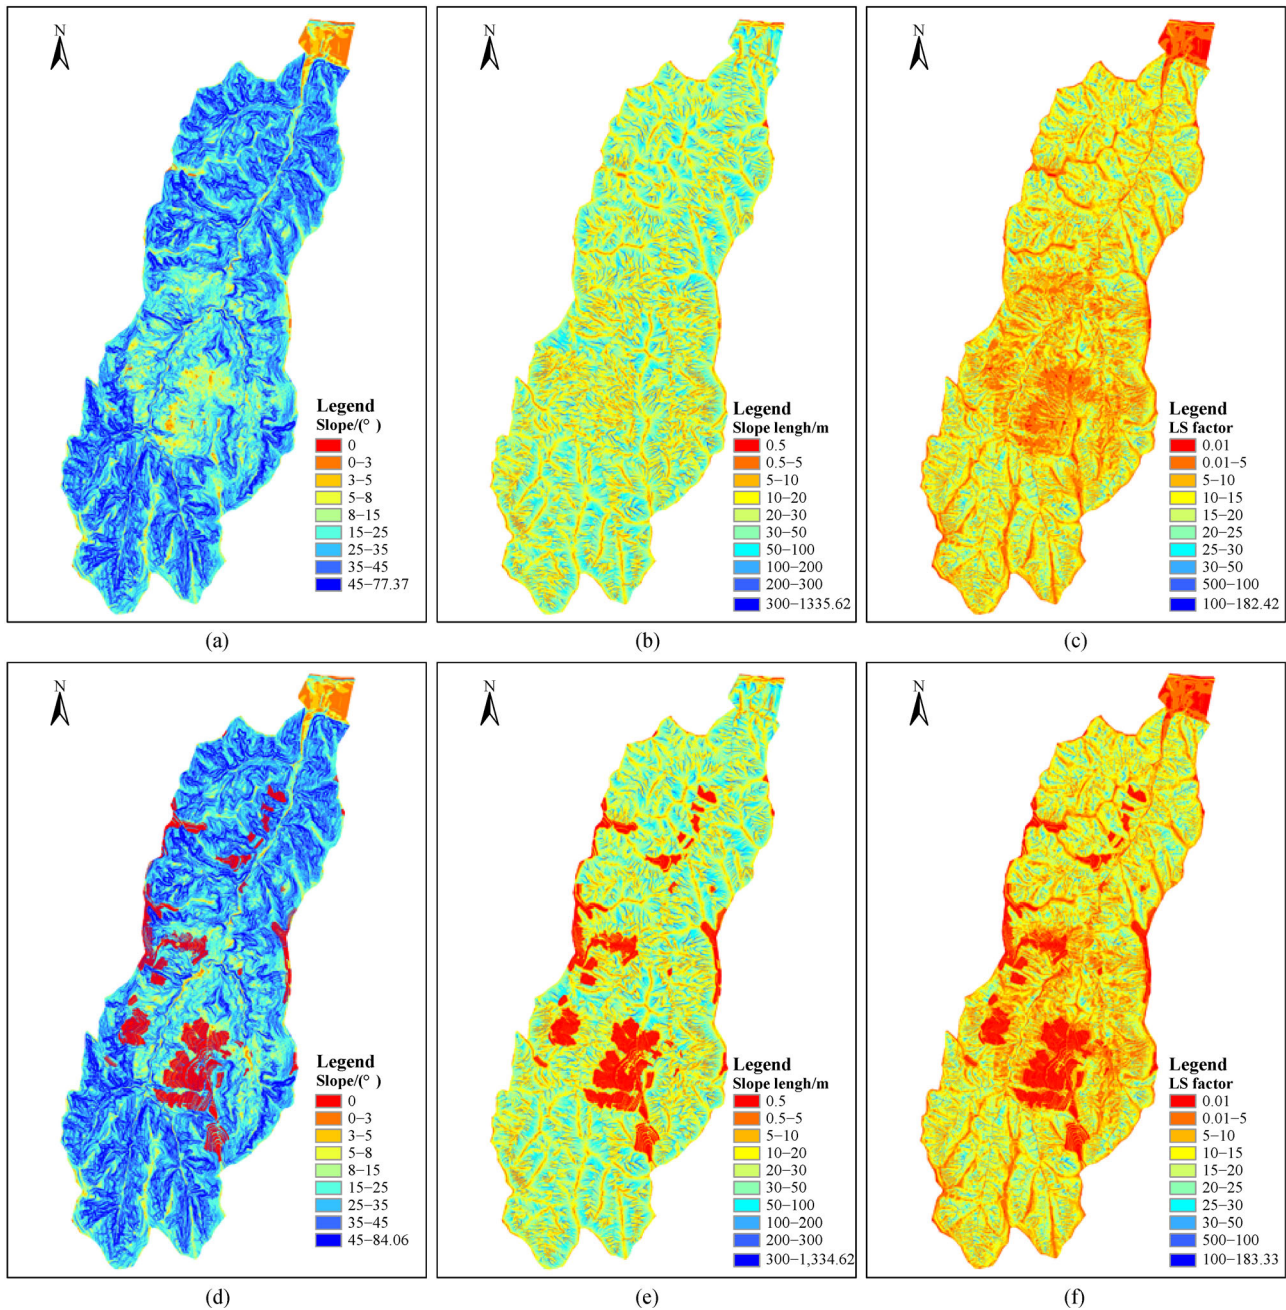 N
Legend
Slope/(° )
0
0−3
3−5
5−8
8−15
15−25
25−35
35−45
45−77.37
(a)
N
Legend
Slope lengh/m
0.5
0.5−5
5−10
10−20
20−30
30−50
50−100
100−200
200−300
300−1335.62
(b)
N
Legend
LS factor
0.01
0.01−5
5−10
10−15
15−20
20−25
25−30
30−50
500−100
100−182.42
(c)
N
Legend
Slope/(° )
0
0−3
3−5
5−8
8−15
15−25
25−35
35−45
45−84.06
(d)
N
Legend
Slope lengh/m
0.5
0.5−5
5−10
10−20
20−30
30−50
50−100
100−200
200−300
300−1,334.62
(e)
N
Legend
LS factor
0.01
0.01−5
5−10
10−15
15−20
20−25
25−30
30−50
500−100
100−183.33
(f)